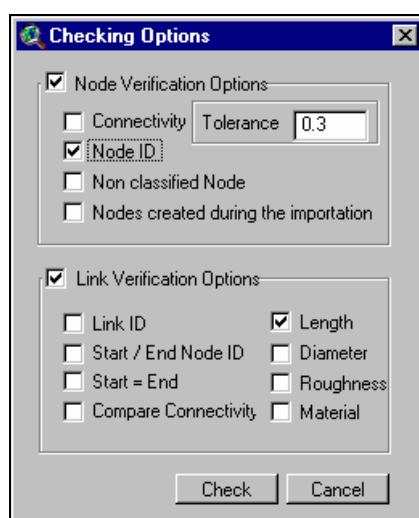 Checking Options
Node Verification Options
Connectivity Tolerance 0.3
Node ID
Non classified Node
Nodes created during the importation
Link Verification Options
Link ID Length
Start / End Node ID Diameter
Start = End Roughness
Compare Connectivity Material
Check Cancel